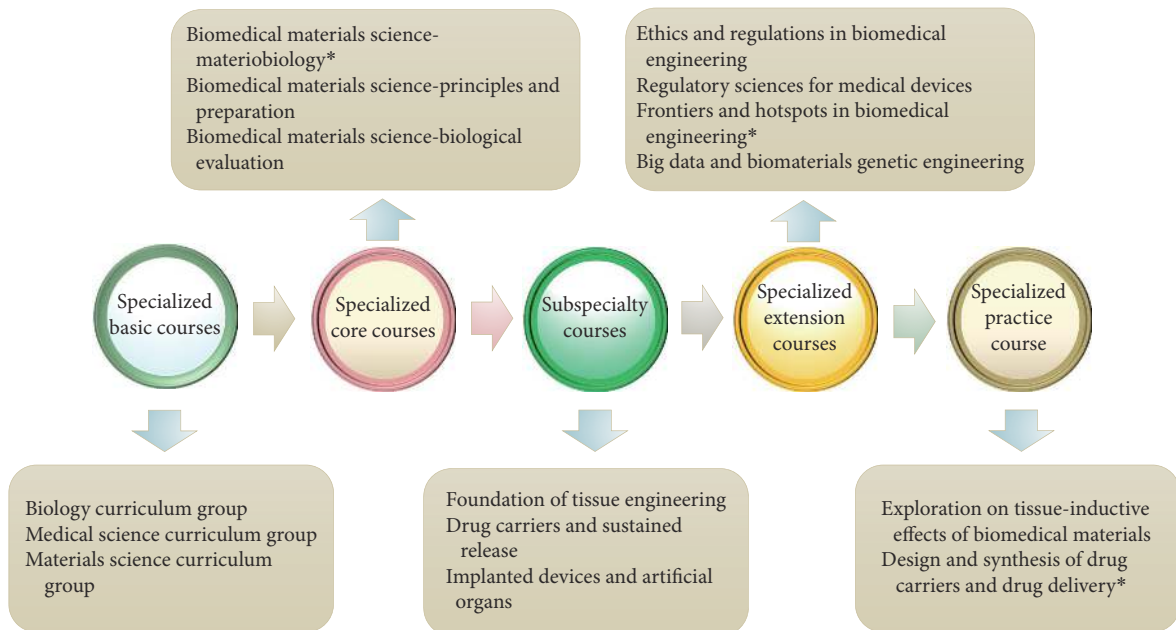 Biomedical materials science-
materiobiology*
Biomedical materials science-principles and
preparation
Biomedical materials science-biological
evaluation
Ethics and regulations in biomedical
engineering
Regulatory sciences for medical devices
Frontiers and hotspots in biomedical
engineering*
Big data and biomaterials genetic engineering
Specialized
basic courses
Specialized
core courses
Subspecialty
courses
Specialized
extension
courses
Specialized
practice
course
Biology curriculum group
Medical science curriculum group
Materials science curriculum
group
Foundation of tissue engineering
Drug carriers and sustained
release
Implanted devices and artificial
organs
Exploration on tissue-inductive
effects of biomedical materials
Design and synthesis of drug
carriers and drug delivery*